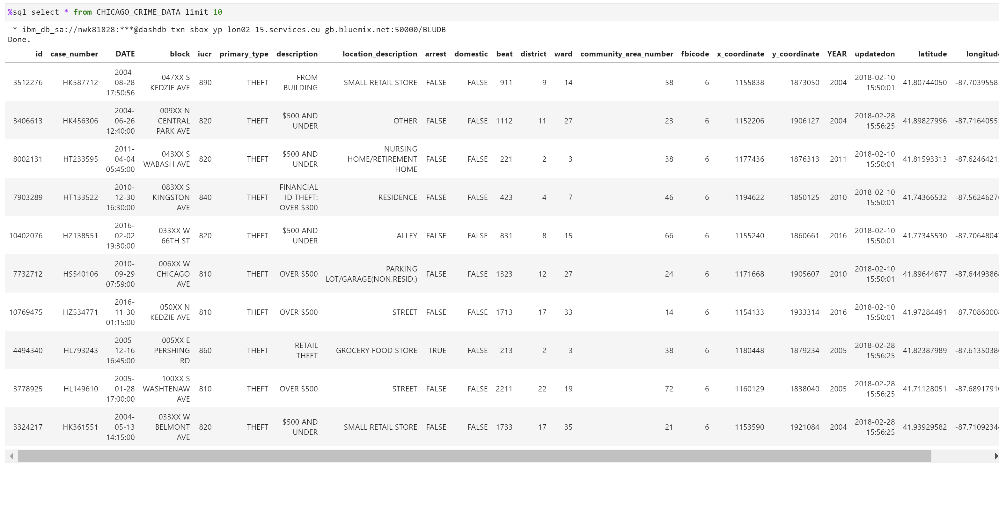 %sql select * from CHICAGO_CRIME_DATA limit 10
* ibm_db_sa://nwk81828:***@dashdb-txn-sbox-yp-lon02-15.services.eu-gb.bluemix.net:50000/BLUDB
Done.
id case_number DATE block iucr primary_type description location_description arrest domestic beat district ward community_area_number fbicode x_coordinate y_coordinate YEAR updatedon latitude longitude
3512276 HK587712 2004-08-28 17:50:56 047XX S KEDZIE AVE 890 THEFT FROM BUILDING SMALL RETAIL STORE FALSE FALSE 911 9 14 58 6 1155838 1873050 2004 2018-02-10 15:50:01 41.80744050 -87.7039558
3406613 HK456306 2004-06-26 12:40:00 009XX N CENTRAL PARK AVE 820 THEFT $500 AND UNDER OTHER FALSE FALSE 1112 11 27 23 6 1152206 1906127 2004 2018-02-28 15:56:25 41.89827996 -87.7164055
8002131 HT233595 2011-04-04 05:45:00 043XX S WABASH AVE 820 THEFT $500 AND UNDER NURSING HOME/RETIREMENT HOME FALSE FALSE 221 2 3 38 6 1177436 1876313 2011 2018-02-10 15:50:01 41.81593313 -87.6246421
7903289 HT133522 2010-12-30 16:30:00 083XX S KINGSTON AVE 840 THEFT FINANCIAL ID THEFT: OVER $300 RESIDENCE FALSE FALSE 423 4 7 46 6 1194622 1850125 2010 2018-02-10 15:50:01 41.74366532 -87.5624627
10402076 HZ138551 2016-02-02 19:30:00 033XX W 66TH ST 820 THEFT $500 AND UNDER ALLEY FALSE FALSE 831 8 15 66 6 1155240 1860661 2016 2018-02-10 15:50:01 41.77345530 -87.7064804
7732712 HS540106 2010-09-29 07:59:00 006XX W CHICAGO AVE 810 THEFT OVER $500 PARKING LOT/GARAGE(NON.RESID.) FALSE FALSE 1323 12 27 24 6 1171668 1905607 2010 2018-02-10 15:50:01 41.89644677 -87.6449386
10769475 HZ534771 2016-11-30 01:15:00 050XX N KEDZIE AVE 810 THEFT OVER $500 STREET FALSE FALSE 1713 17 33 14 6 1154133 1933314 2016 2018-02-10 15:50:01 41.97284491 -87.7086000
4494340 HL793243 2005-12-16 16:45:00 005XX E PERSHING RD 860 THEFT RETAIL THEFT GROCERY FOOD STORE TRUE FALSE 213 2 3 38 6 1180448 1879234 2005 2018-02-28 15:56:25 41.82387989 -87.6135038
3778925 HL149610 2005-01-28 17:00:00 100XX S WASHTENAW AVE 810 THEFT OVER $500 STREET FALSE FALSE 2211 22 19 72 6 1160129 1838040 2005 2018-02-28 15:56:25 41.71128051 -87.6891791
3324217 HK361551 2004-05-13 14:15:00 033XX W BELMONT AVE 820 THEFT $500 AND UNDER SMALL RETAIL STORE FALSE FALSE 1733 17 35 21 6 1153590 1921084 2004 2018-02-28 15:56:25 41.93929582 -87.7109234